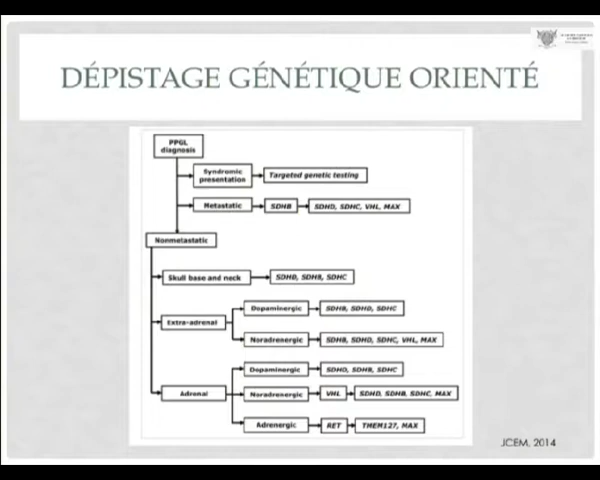 DÉPISTAGE GÉNÉTIQUE ORIENTÉ
PPGL
diagnosis
Syndromic
presentation
Targeted genetic testing
Metastatic
SDHB
SDHD, SDHC, VHL, MAX
Nonmetastatic
Skull base and neck
SDHD, SDHB, SDHC
Extra-adrenal
Dopaminergic
SDHB, SDHD, SDHC
Noradrenergic
SDHB, SDHD, SDHC, VHL, MAX
Adrenal
Dopaminergic
SDHD, SDHB, SDHC
Noradrenergic
VHL
SDHD, SDHB, SDHC, MAX
Adrenergic
RET
TMEM127, MAX
JCEM, 2014